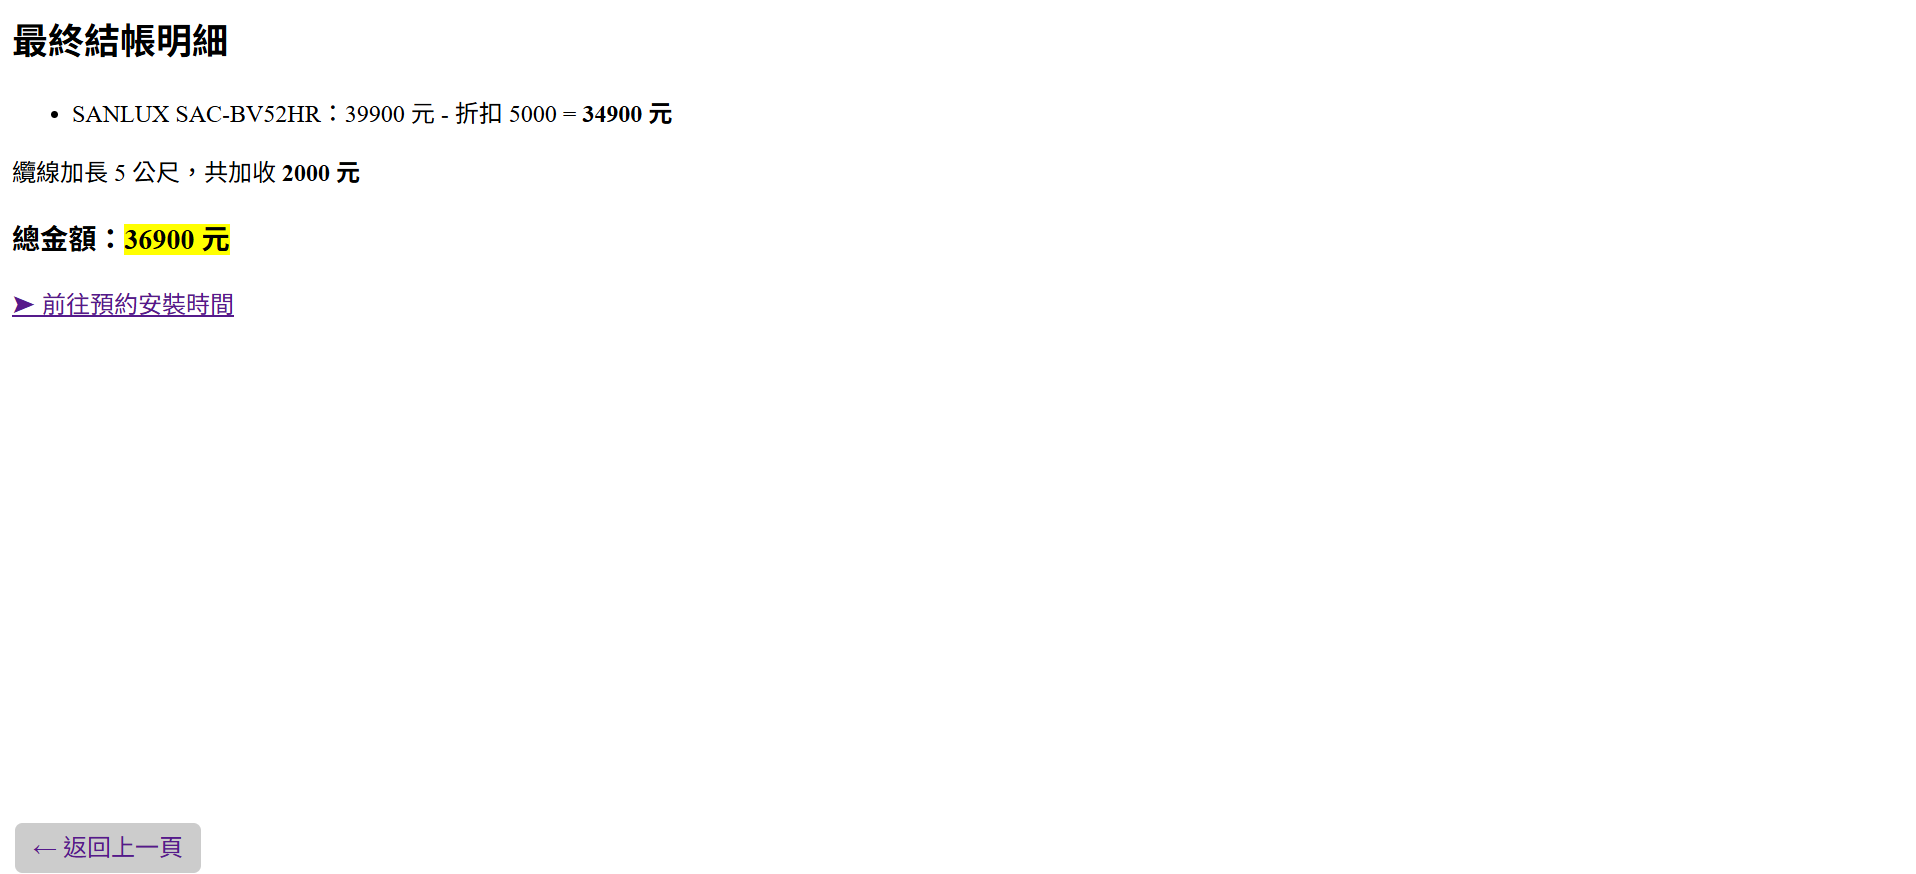 最終結帳明細
• SANLUX SAC-BV52HR：39900 元 - 折扣 5000 = 34900 元
纜線加長 5 公尺，共加收 2000 元
總金額：36900 元
➤ 前往預約安裝時間
← 返回上一頁